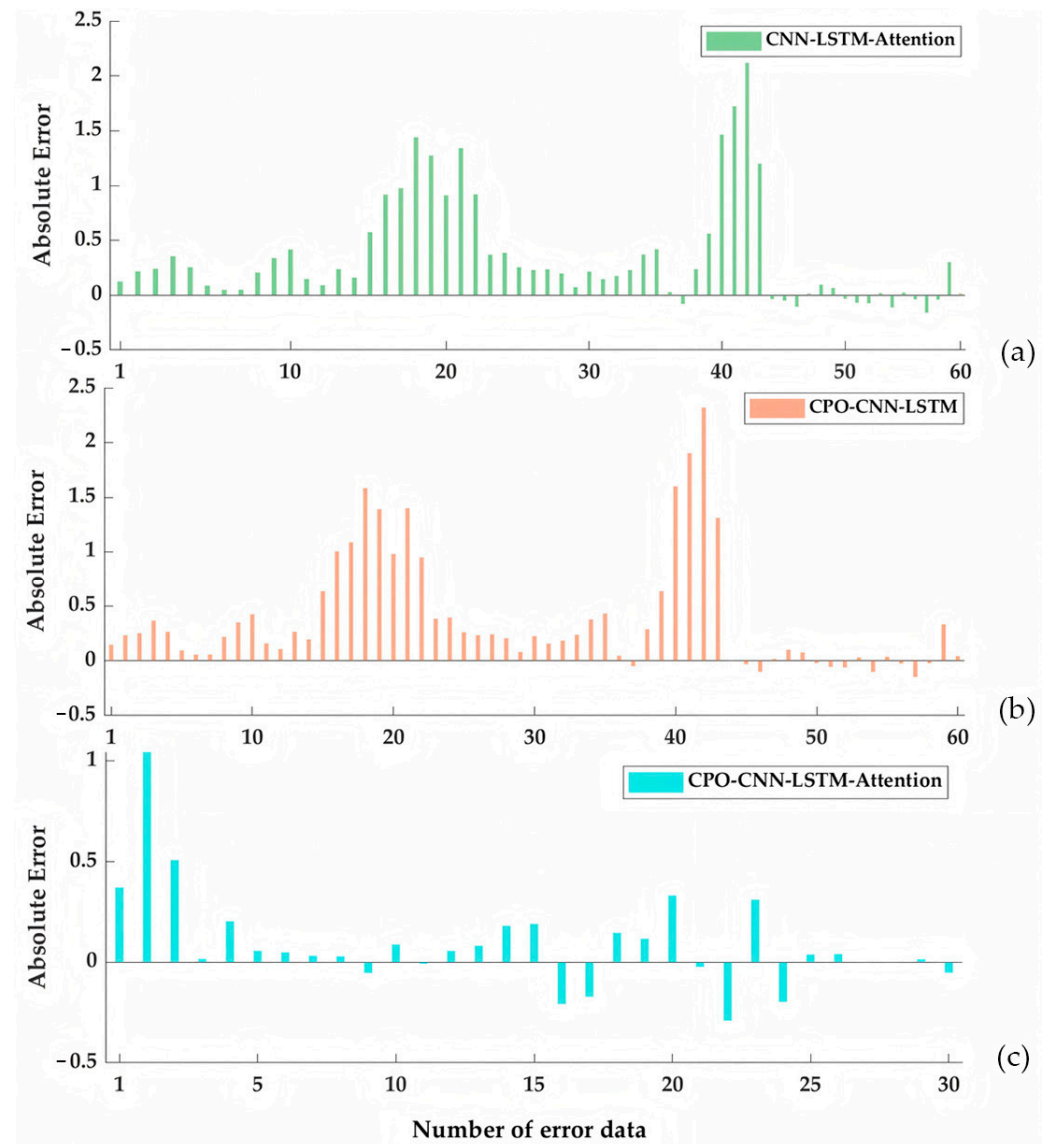 2.5
CNN-LSTM-Attention
2
1.5
1
0.5
0
−0.5
Absolute Error
1 10 20 30 40 50 60
(a)
2.5
CPO-CNN-LSTM
2
1.5
1
0.5
0
−0.5
Absolute Error
1 10 20 30 40 50 60
(b)
1
CPO-CNN-LSTM-Attention
0.5
0
−0.5
Absolute Error
1 5 10 15 20 25 30
(c)
Number of error data